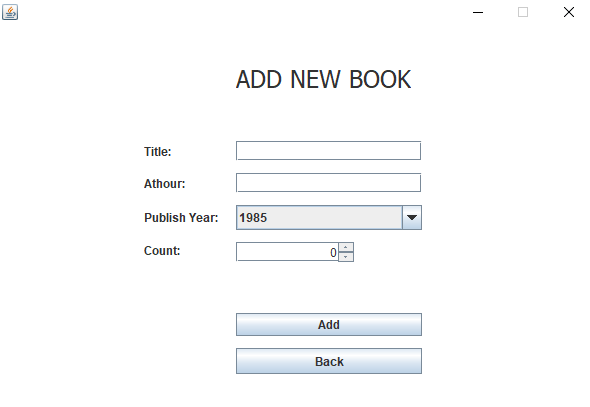 ADD NEW BOOK
Title:
Athour:
Publish Year: 1985
Count: 0
Add
Back